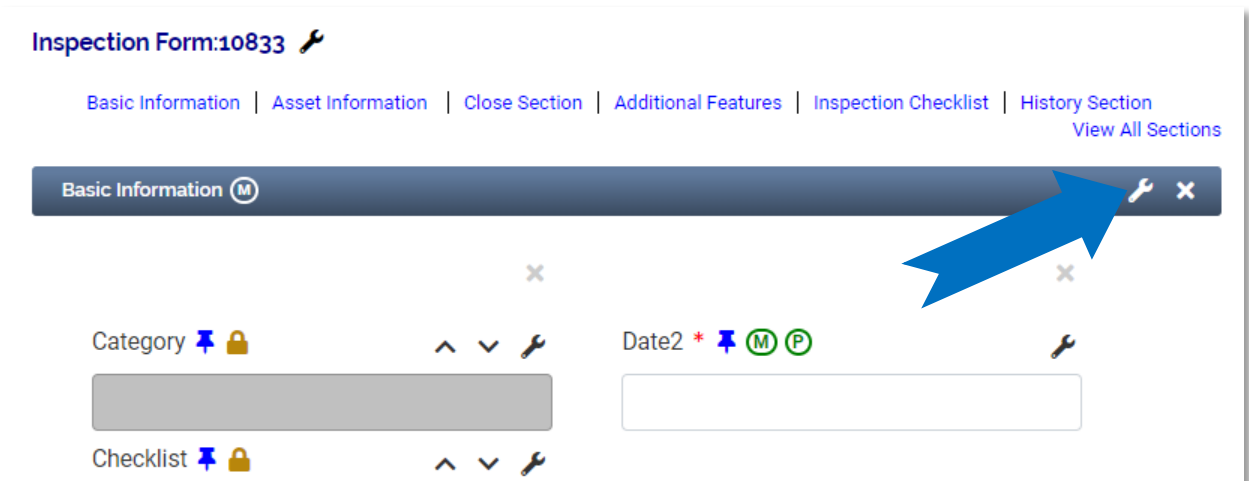 Inspection Form:10833
Basic Information | Asset Information | Close Section | Additional Features | Inspection Checklist | History Section
View All Sections
Basic Information M
Category
Date2 * M P
Checklist